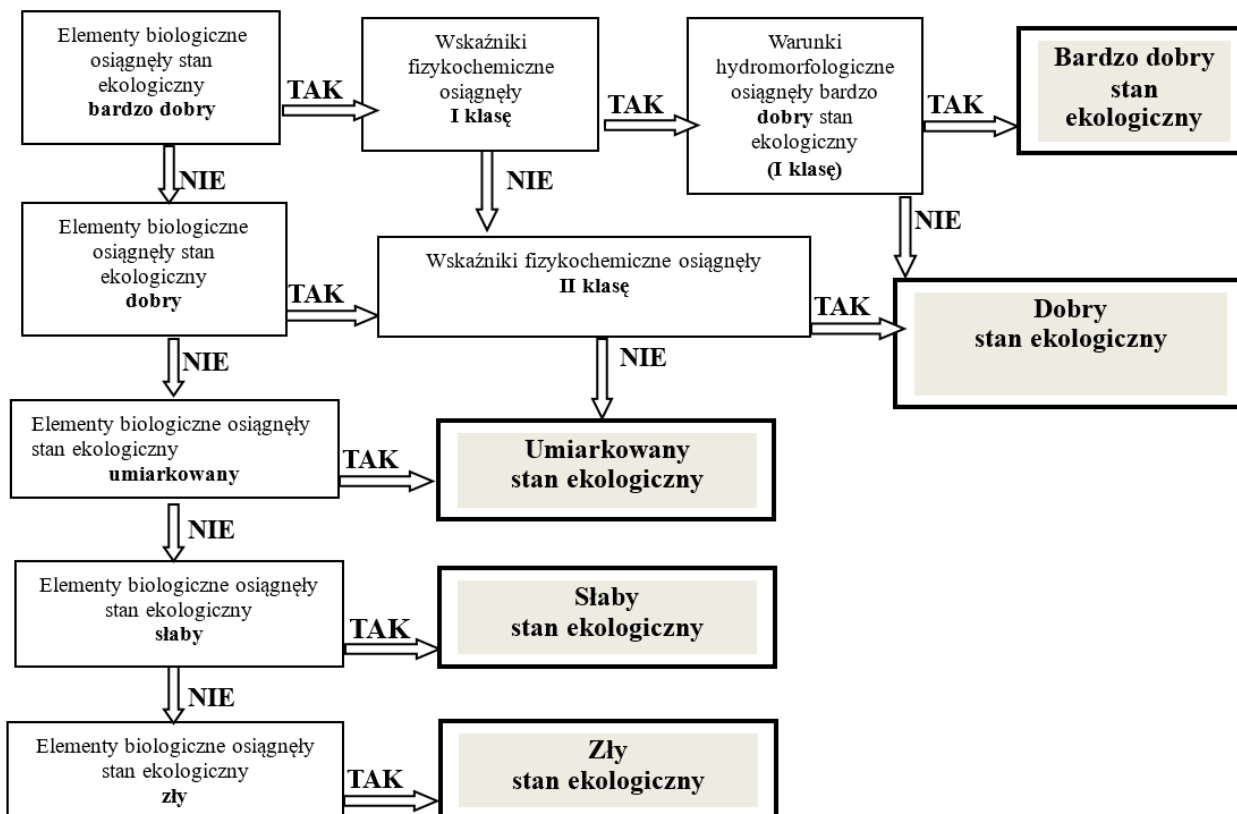 Elementy biologiczne
osiągnęły stan
ekologiczny
bardzo dobry
TAK
Wskaźniki
fizykochemiczne
osiągnęły
I klasę
TAK
Warunki
hydromorfologiczne
osiągnęły bardzo
dobry stan
ekologiczny
(I klasę)
TAK
Bardzo dobry
stan
ekologiczny
NIE
NIE
NIE
Elementy biologiczne
osiągnęły stan
ekologiczny
dobry
TAK
Wskaźniki fizykochemiczne osiągnęły
II klasę
TAK
Dobry
stan ekologiczny
NIE
NIE
Elementy biologiczne osiągnęły
stan ekologiczny
umiarkowany
TAK
Umiarkowany
stan ekologiczny
NIE
Elementy biologiczne osiągnęły
stan ekologiczny
słaby
TAK
Słaby
stan ekologiczny
NIE
Elementy biologiczne osiągnęły
stan ekologiczny
zły
TAK
Zły
stan ekologiczny